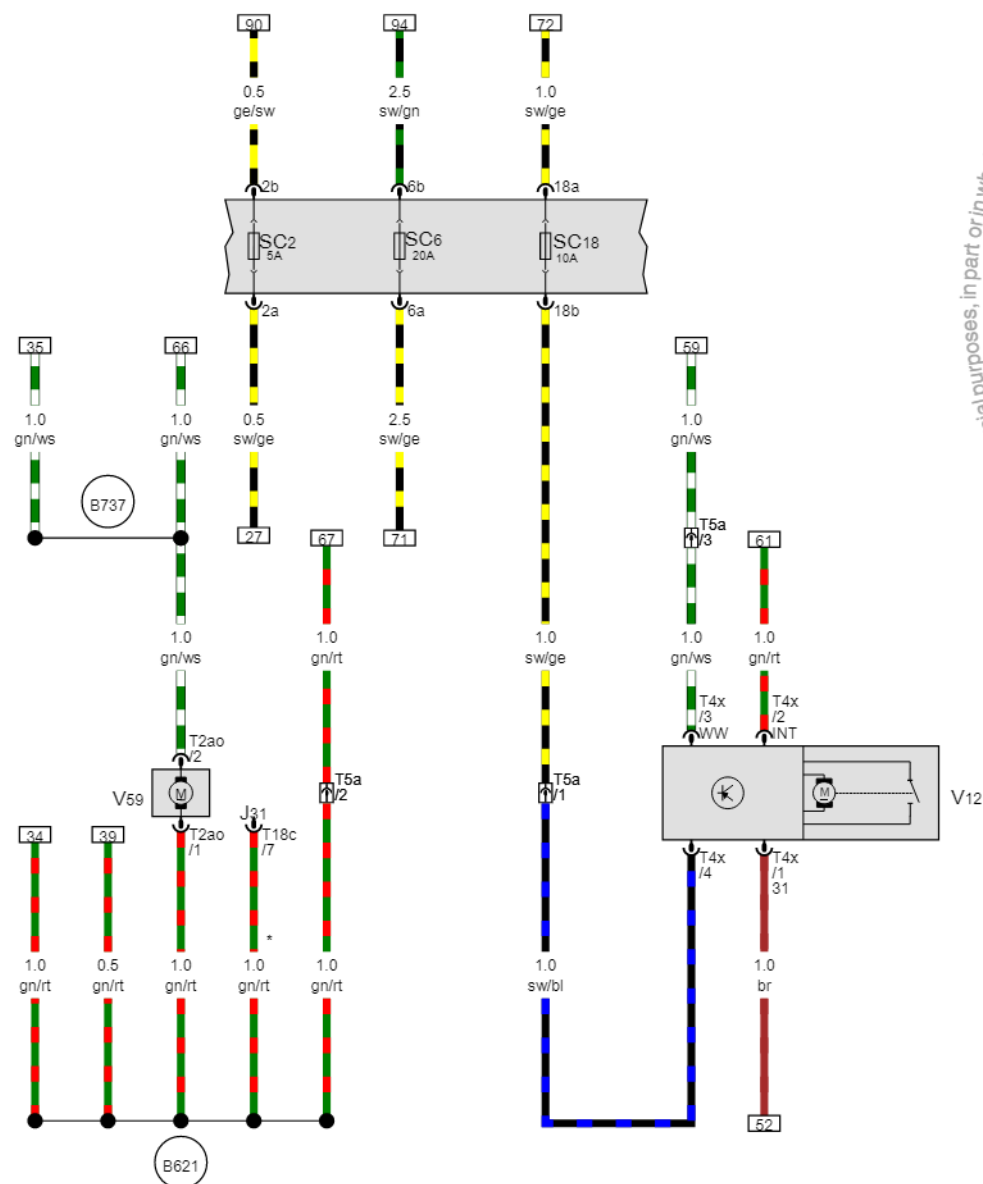 90
94
72
0.5
ge/sw
2.5
sw/gn
1.0
sw/ge
2b
6b
18a
SC2
5A
SC6
20A
SC18
10A
2a
6a
18b
35
66
59
1.0
gn/ws
1.0
gn/ws
0.5
sw/ge
2.5
sw/ge
1.0
gn/ws
B737
27
67
71
T5a
/3
61
1.0
gn/ws
1.0
gn/rt
1.0
sw/ge
1.0
gn/ws
1.0
gn/rt
T4x
/3
WW
T4x
/2
INT
T2ao
/2
V59
M
T5a
/2
T5a
/1
M
V12
J31
34
39
T2ao
/1
T18c
/7
T4x
/4
T4x
/1
31
*
1.0
gn/rt
0.5
gn/rt
1.0
gn/rt
1.0
gn/rt
1.0
gn/rt
1.0
sw/bl
1.0
br
52
B621
purposes, in part or in